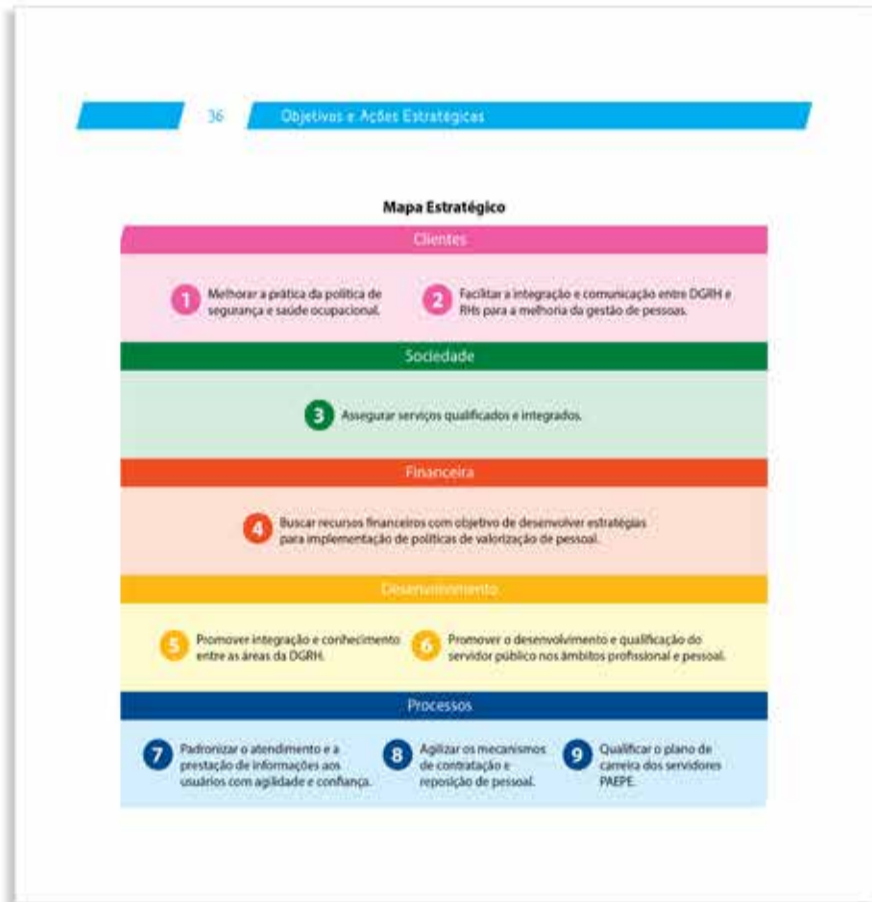 36
Objetivos e Ações Estratégicas
Mapa Estratégico
Clientes
1
Melhorar a prática da política de
segurança e saúde ocupacional.
2
Facilitar a integração e comunicação entre DGRH e
RHs para a melhoria da gestão de pessoas.
Sociedade
3
Assegurar serviços qualificados e integrados.
Financeira
4
Buscar recursos financeiros com objetivo de desenvolver estratégias
para implementação de políticas de valorização de pessoal.
Desenvolvimento
5
Promover integração e conhecimento
entre as áreas da DGRH.
6
Promover o desenvolvimento e qualificação do
servidor público nos âmbitos profissional e pessoal.
Processos
7
Padronizar o atendimento e a
prestação de informações aos
usuários com agilidade e confiança.
8
Agilizar os mecanismos
de contratação e
reposição de pessoal.
9
Qualificar o plano de
carreira dos servidores
PAEPE.